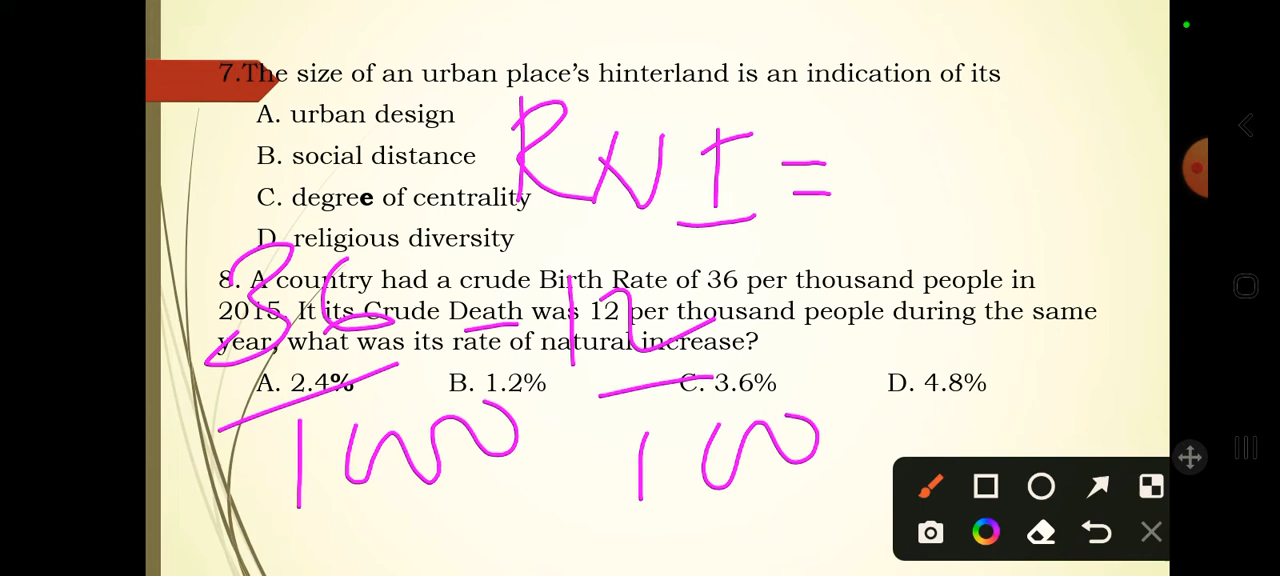 7.The size of an urban place's hinterland is an indication of its
A. urban design
B. social distance
C. degree of centrality
D. religious diversity
RNI =
8. A country had a crude Birth Rate of 36 per thousand people in
2015. It its Crude Death was 12 per thousand people during the same
year, what was its rate of natural increase?
36 - 12
A. 2.4% B. 1.2% C. 3.6% D. 4.8%
1000 100